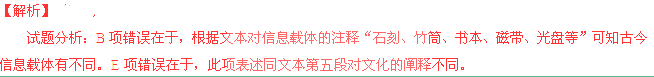 【解析】
试题分析：B 项错误在于，根据文本对信息载体的注释“石刻、竹简、书本、磁带、光盘等”可知古今
信息载体有不同。E 项错误在于，此项表述同文本第五段对文化的阐释不同。